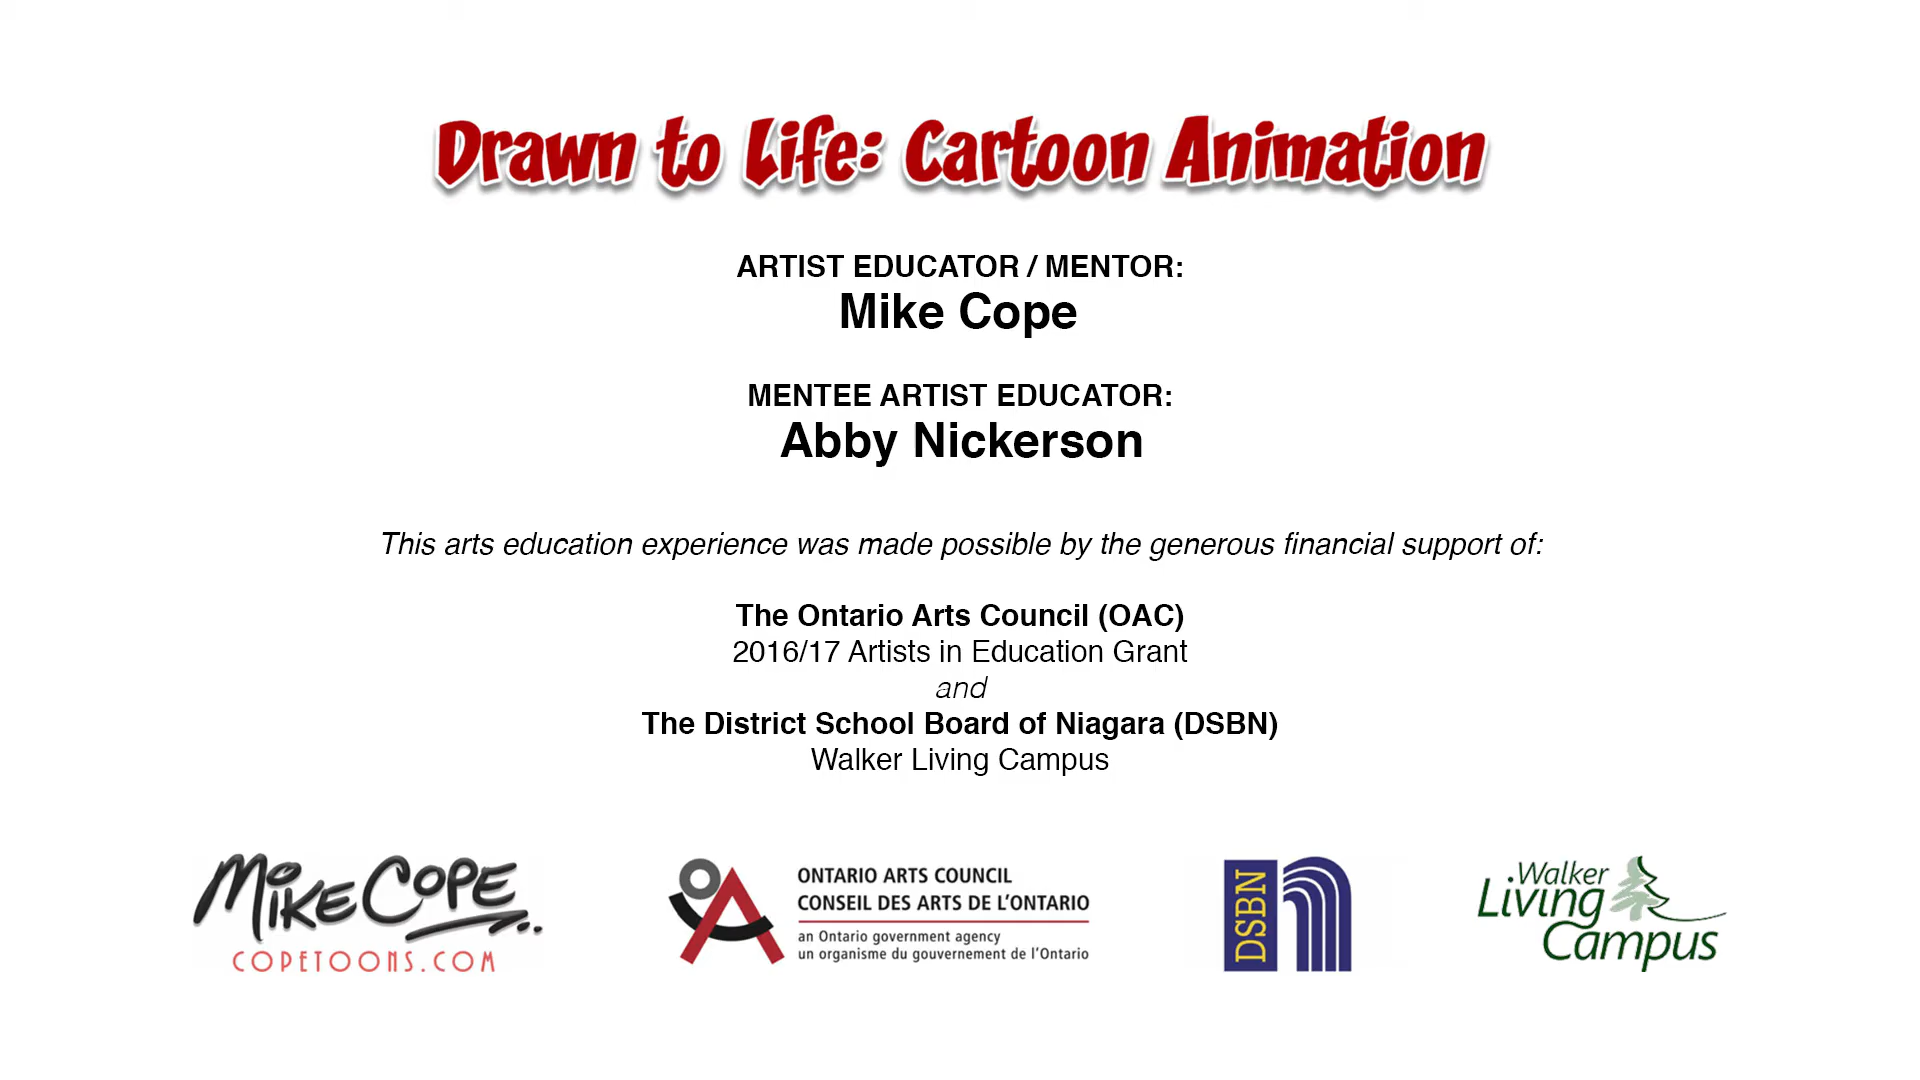 Drawn to Life: Cartoon Animation
ARTIST EDUCATOR / MENTOR:
Mike Cope
MENTEE ARTIST EDUCATOR:
Abby Nickerson
This arts education experience was made possible by the generous financial support of:
The Ontario Arts Council (OAC)
2016/17 Artists in Education Grant
and
The District School Board of Niagara (DSBN)
Walker Living Campus
MIKE COPE
COPETOONS.COM
ONTARIO ARTS COUNCIL
CONSEIL DES ARTS DE L'ONTARIO
an Ontario government agency
un organisme du gouvernement de l'Ontario
DSBN
Walker
Living
Campus